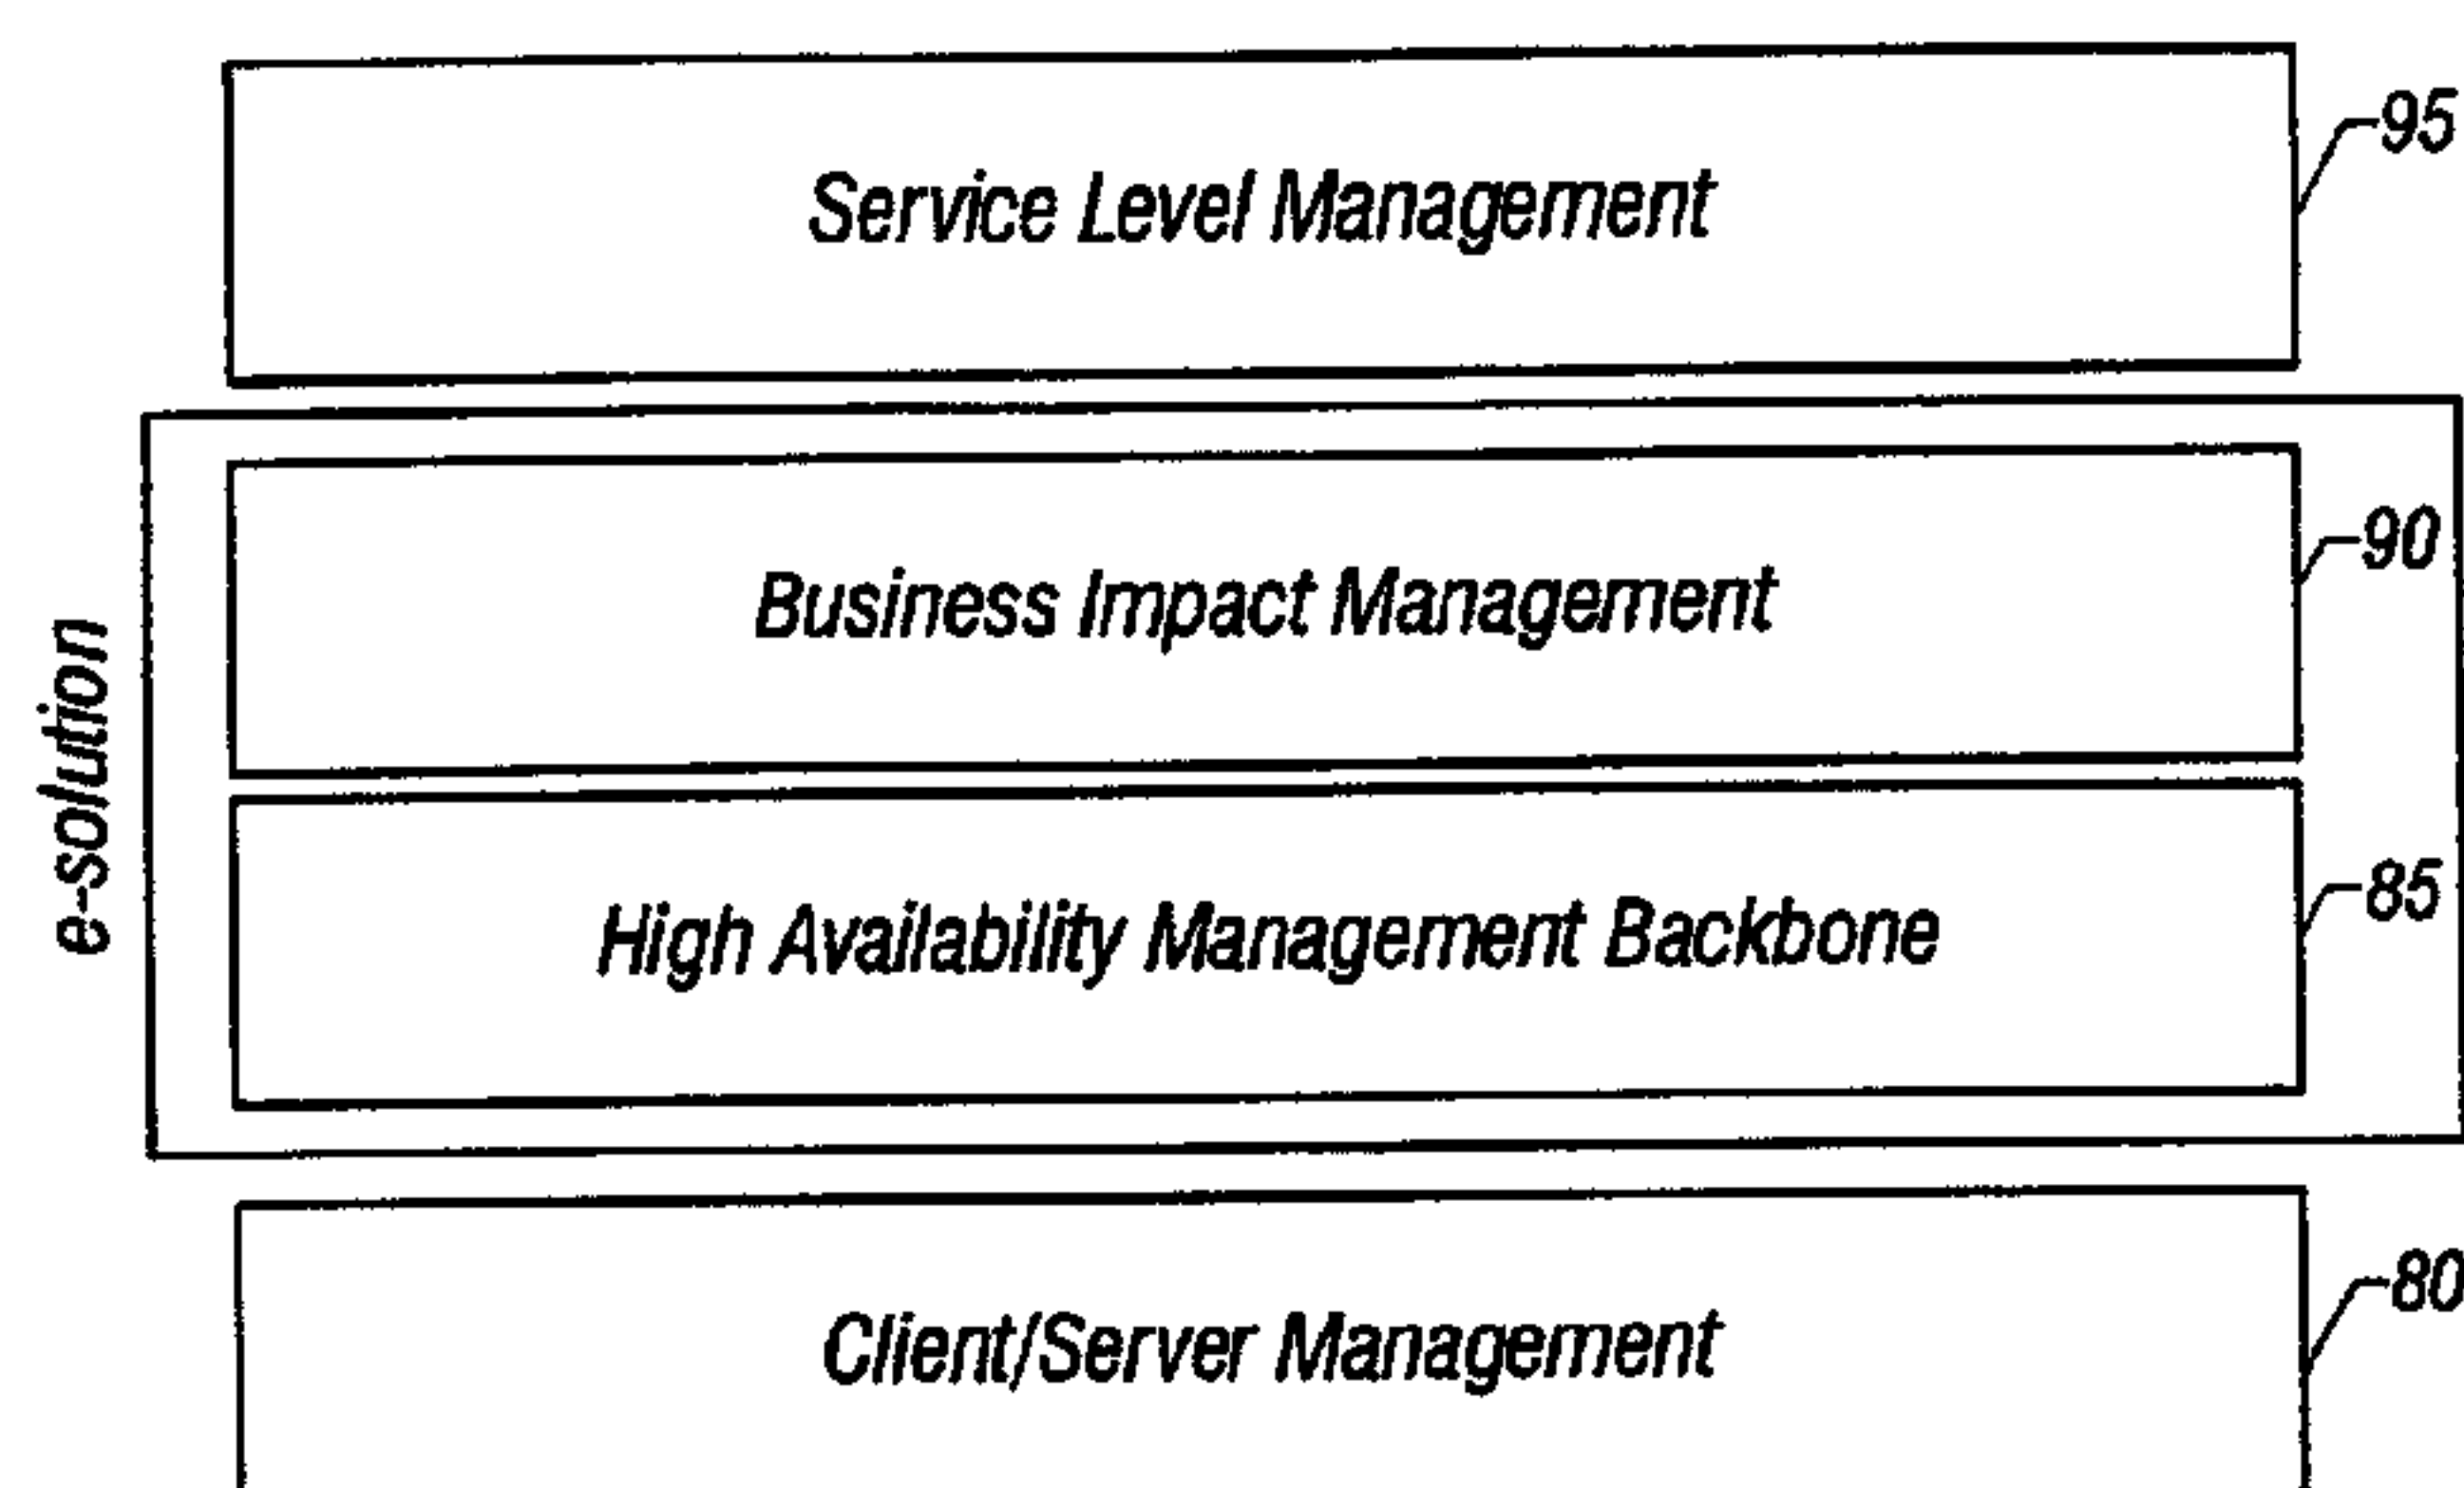 Service Level Management
95
e-solution
Business Impact Management
90
High Availability Management Backbone
85
Client/Server Management
80